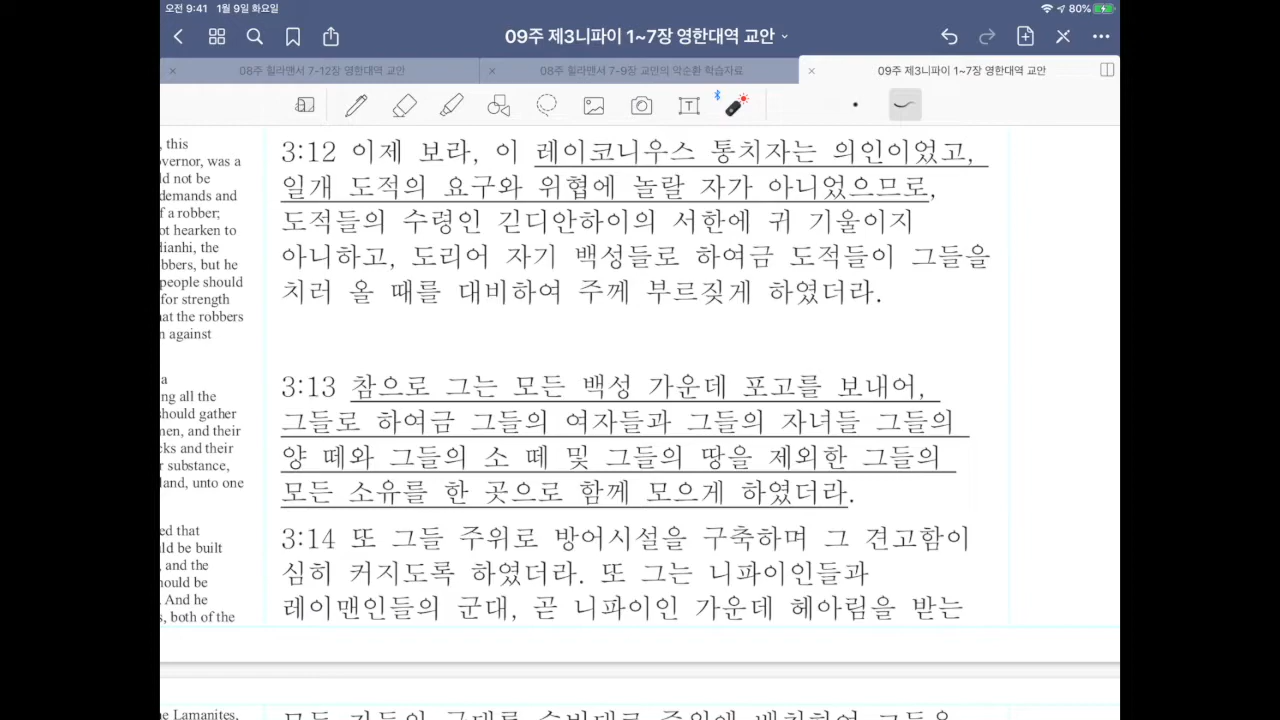 오전 9:41 1월 9일 화요일
80%
09주 제3니파이 1~7장 영한대역 교안
08주 힐라맨서 7-12장 영한대역 교안
08주 힐라맨서 7-9장 교만의 악순환 학습자료
09주 제3니파이 1~7장 영한대역 교안
, this
vernor, was a
ld not be
demands and
f a robber;
ot hearken to
dianhi, the
bbers, but he
people should
for strength
at the robbers
n against
3:12 이제 보라, 이 레이코니우스 통치자는 의인이었고,
일개 도적의 요구와 위협에 놀랄 자가 아니었으므로,
도적들의 수령인 긷디안하이의 서한에 귀 기울이지
아니하고, 도리어 자기 백성들로 하여금 도적들이 그들을
치러 올 때를 대비하여 주께 부르짖게 하였더라.
a
ng all the
should gather
nen, and their
cks and their
r substance,
land, unto one
3:13 참으로 그는 모든 백성 가운데 포고를 보내어,
그들로 하여금 그들의 여자들과 그들의 자녀들 그들의
양 떼와 그들의 소 떼 및 그들의 땅을 제외한 그들의
모든 소유를 한 곳으로 함께 모으게 하였더라.
ed that
ld be built
, and the
hould be
. And he
s, both of the
3:14 또 그들 주위로 방어시설을 구축하며 그 견고함이
심히 커지도록 하였더라. 또 그는 니파이인들과
레이맨인들의 군대, 곧 니파이인 가운데 헤아림을 받는
e Lamanites,